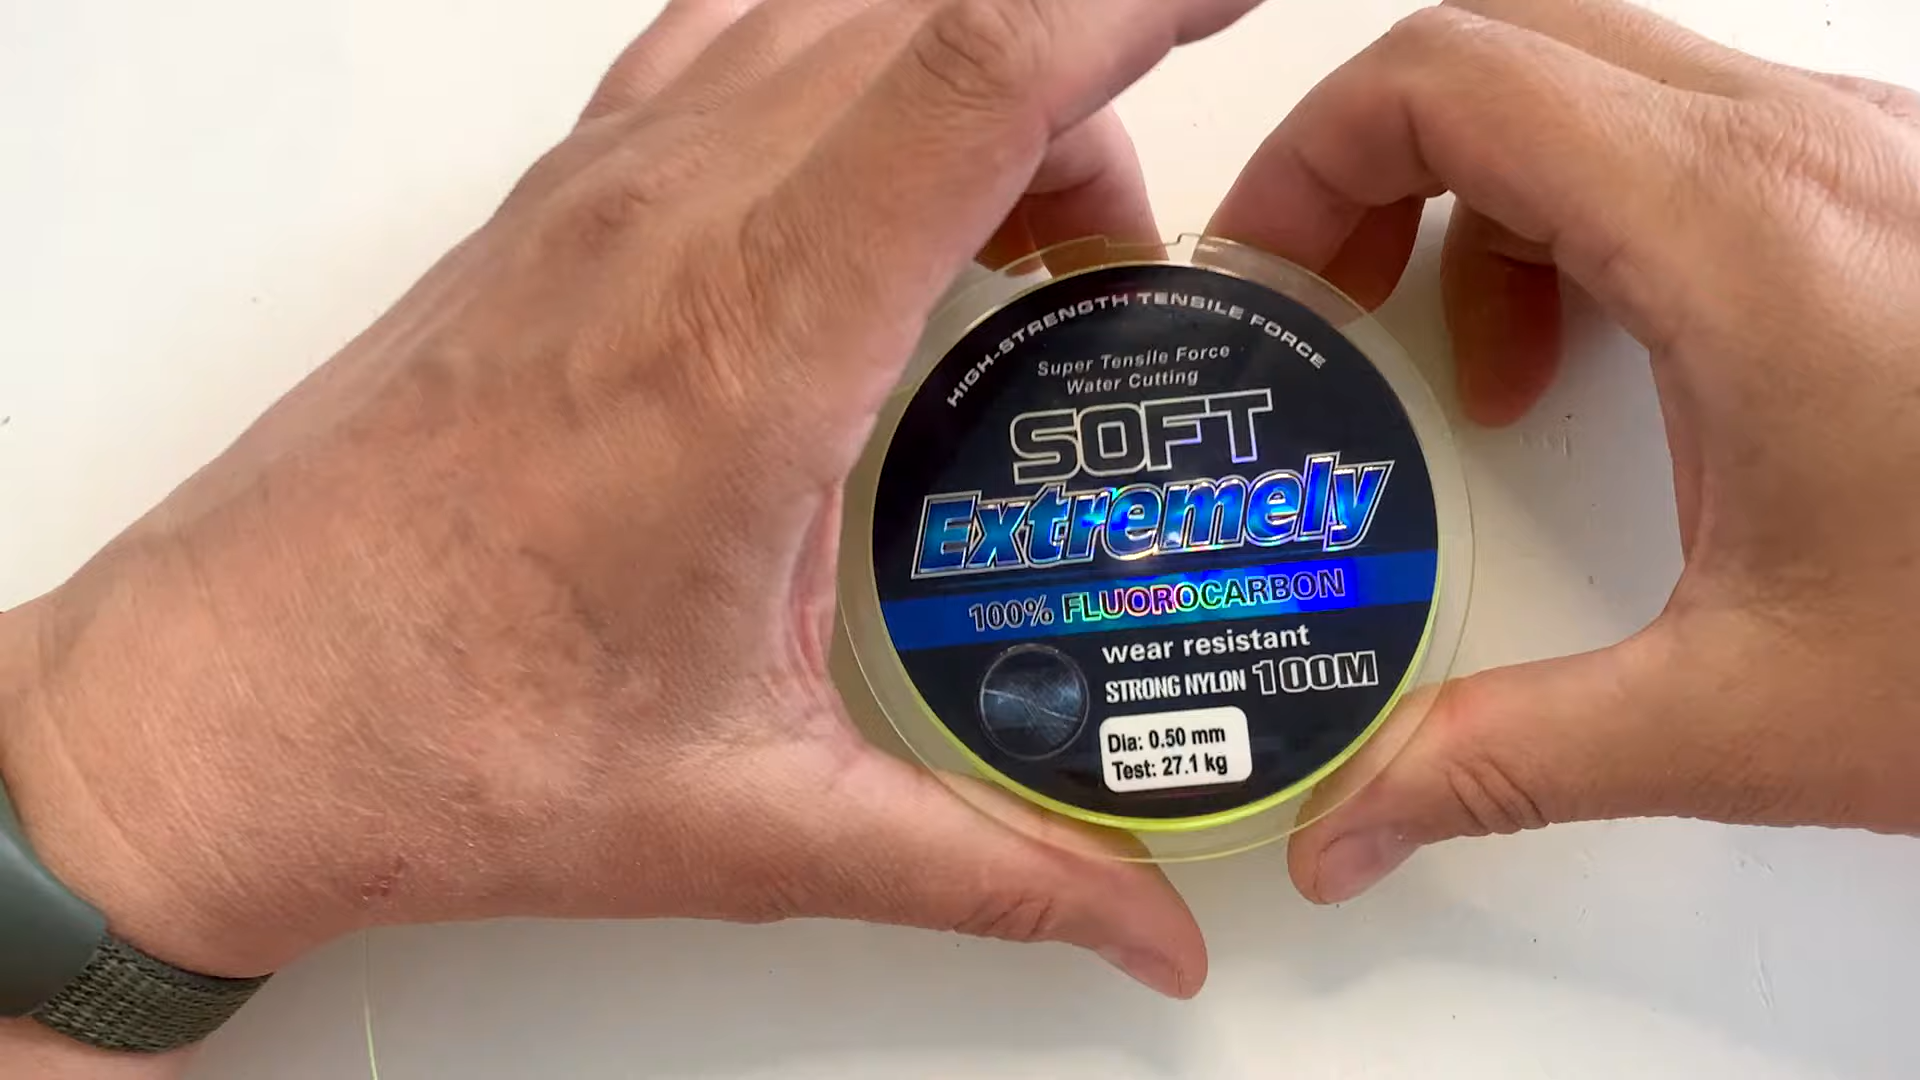 HIGH-STRENGTH TENSILE FORCE
Super Tensile Force
Water Cutting
SOFT
Extremely
100% FLUOROCARBON
wear resistant
STRONG NYLON 100M
Dia: 0.50 mm
Test: 27.1 kg